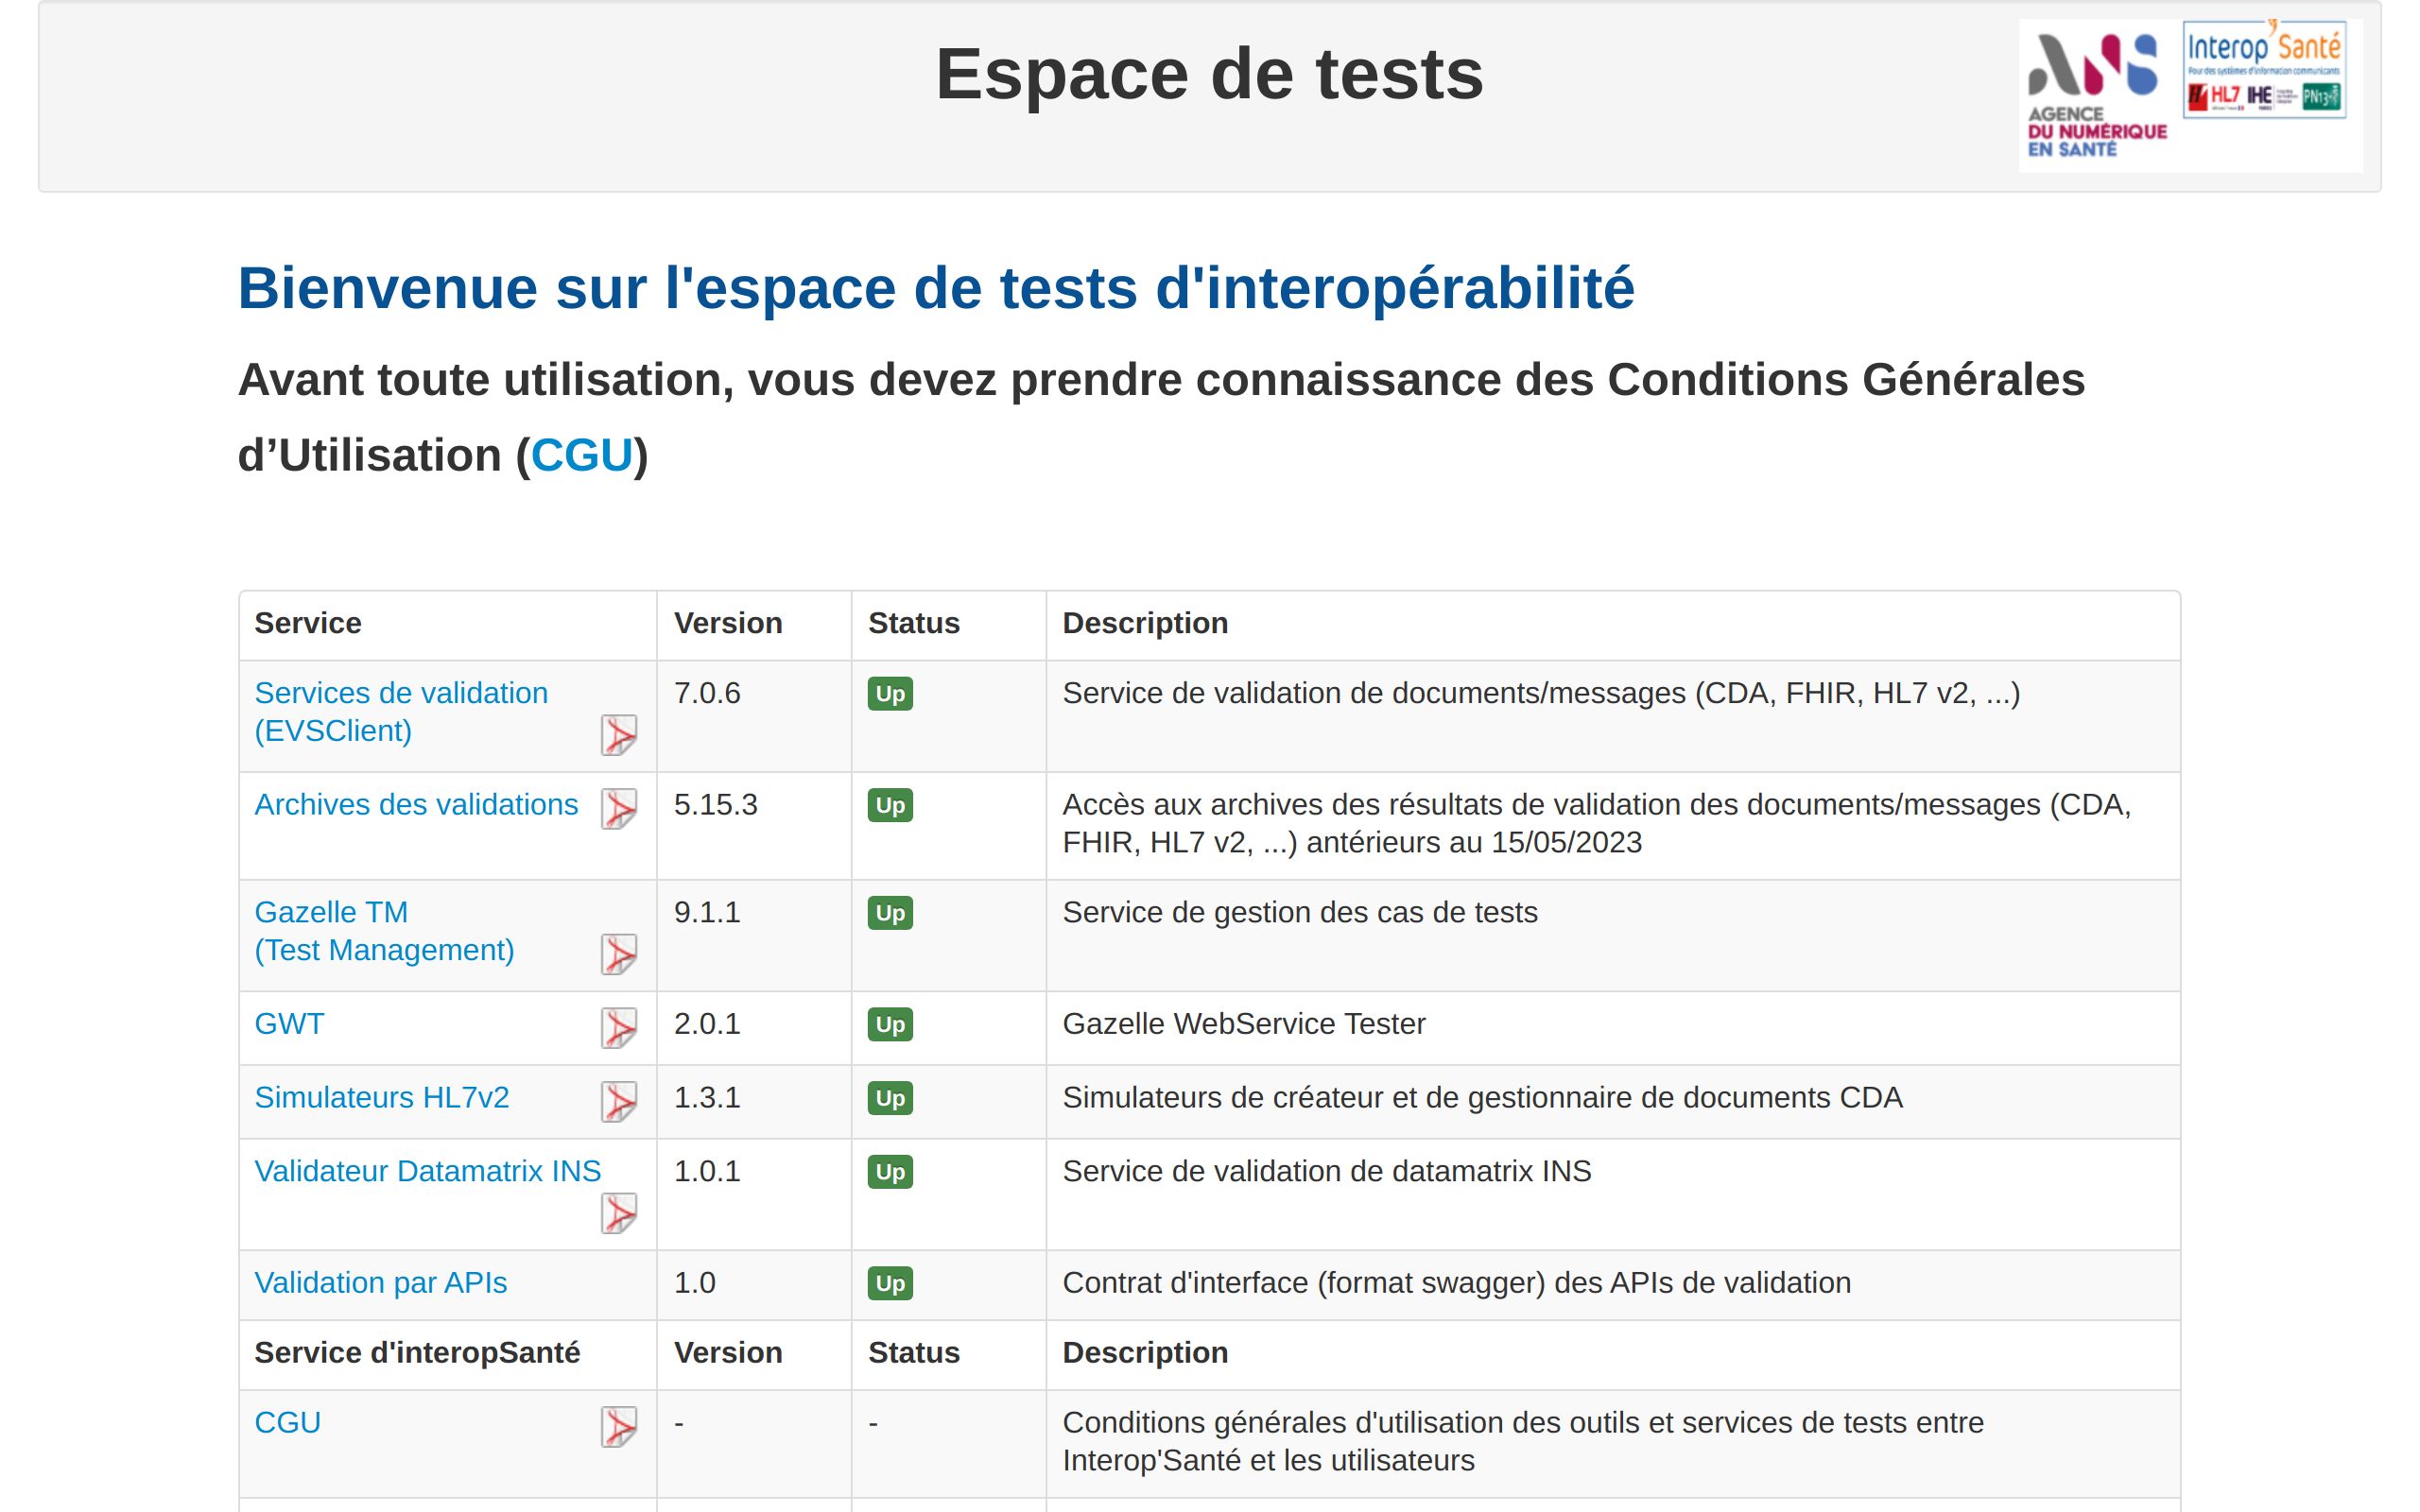 Espace de tests
AGENCE
DU NUMÉRIQUE
EN SANTÉ
Interop'Santé
Pour des systèmes d'information communicants
HL7 IHE PN13
Bienvenue sur l'espace de tests d'interopérabilité
Avant toute utilisation, vous devez prendre connaissance des Conditions Générales
d’Utilisation (CGU)
Service Version Status Description
Services de validation 7.0.6 Up Service de validation de documents/messages (CDA, FHIR, HL7 v2, ...)
(EVSClient)
Archives des validations 5.15.3 Up Accès aux archives des résultats de validation des documents/messages (CDA,
FHIR, HL7 v2, ...) antérieurs au 15/05/2023
Gazelle TM 9.1.1 Up Service de gestion des cas de tests
(Test Management)
GWT 2.0.1 Up Gazelle WebService Tester
Simulateurs HL7v2 1.3.1 Up Simulateurs de créateur et de gestionnaire de documents CDA
Validateur Datamatrix INS 1.0.1 Up Service de validation de datamatrix INS
Validation par APIs 1.0 Up Contrat d'interface (format swagger) des APIs de validation
Service d'interopSanté Version Status Description
CGU - - Conditions générales d'utilisation des outils et services de tests entre
Interop'Santé et les utilisateurs